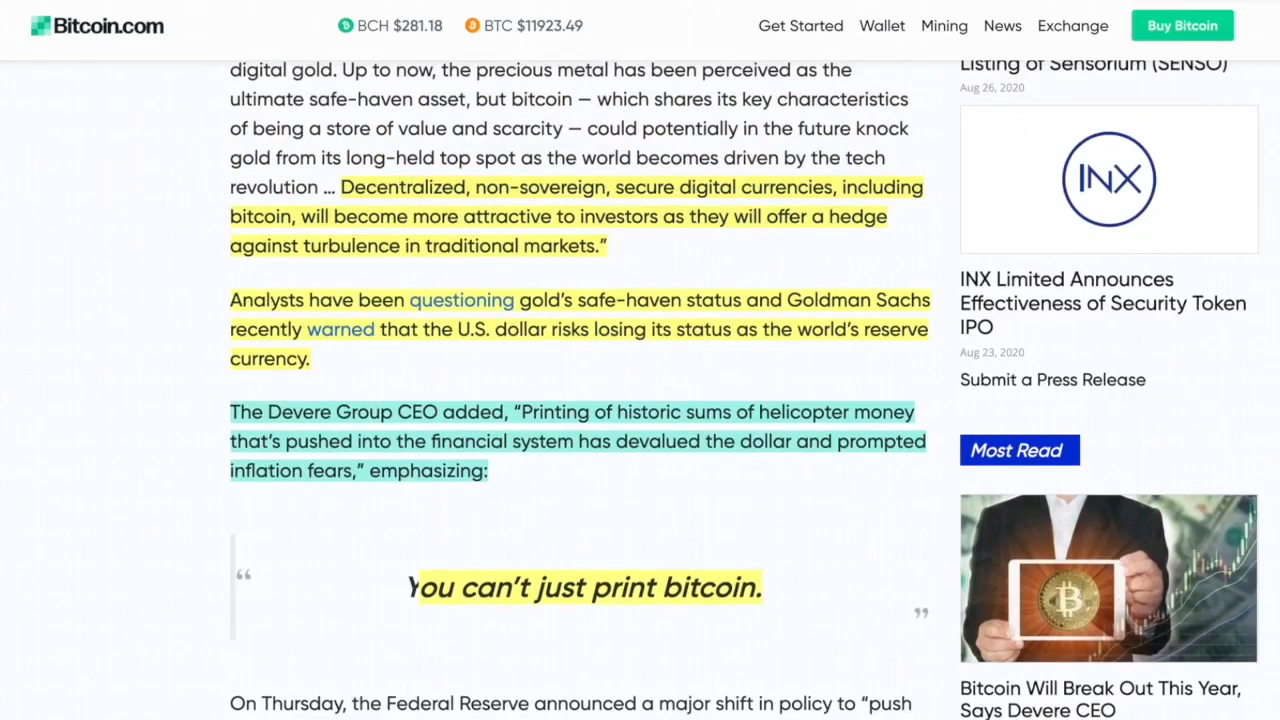 Bitcoin.com
BCH $281.18
BTC $11923.49
Get Started
Wallet
Mining
News
Exchange
Buy Bitcoin
digital gold. Up to now, the precious metal has been perceived as the
ultimate safe-haven asset, but bitcoin — which shares its key characteristics
of being a store of value and scarcity — could potentially in the future knock
gold from its long-held top spot as the world becomes driven by the tech
revolution … Decentralized, non-sovereign, secure digital currencies, including
bitcoin, will become more attractive to investors as they will offer a hedge
against turbulence in traditional markets.”
Analysts have been questioning gold’s safe-haven status and Goldman Sachs
recently warned that the U.S. dollar risks losing its status as the world’s reserve
currency.
The Devere Group CEO added, “Printing of historic sums of helicopter money
that’s pushed into the financial system has devalued the dollar and prompted
inflation fears,” emphasizing:
“
You can’t just print bitcoin.
”
On Thursday, the Federal Reserve announced a major shift in policy to “push
Listing of Sensorium (SENSO)
Aug 26, 2020
INX
INX Limited Announces
Effectiveness of Security Token
IPO
Aug 23, 2020
Submit a Press Release
Most Read
Bitcoin Will Break Out This Year,
Says Devere CEO